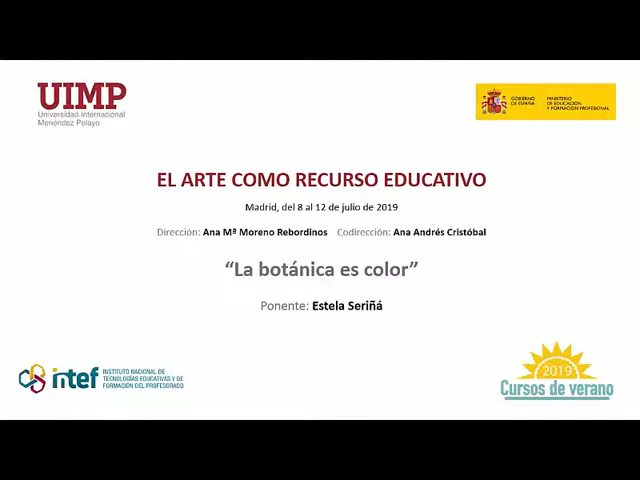 UIMP
Universidad Internacional
Menéndez Pelayo
GOBIERNO
DE ESPAÑA
MINISTERIO
DE EDUCACIÓN
Y FORMACIÓN PROFESIONAL
EL ARTE COMO RECURSO EDUCATIVO
Madrid, del 8 al 12 de julio de 2019
Dirección: Ana Mª Moreno Rebordinos Codirección: Ana Andrés Cristóbal
“La botánica es color”
Ponente: Estela Seriñá
intef
INSTITUTO NACIONAL DE
TECNOLOGÍAS EDUCATIVAS Y DE
FORMACIÓN DEL PROFESORADO
2019
Cursos de verano